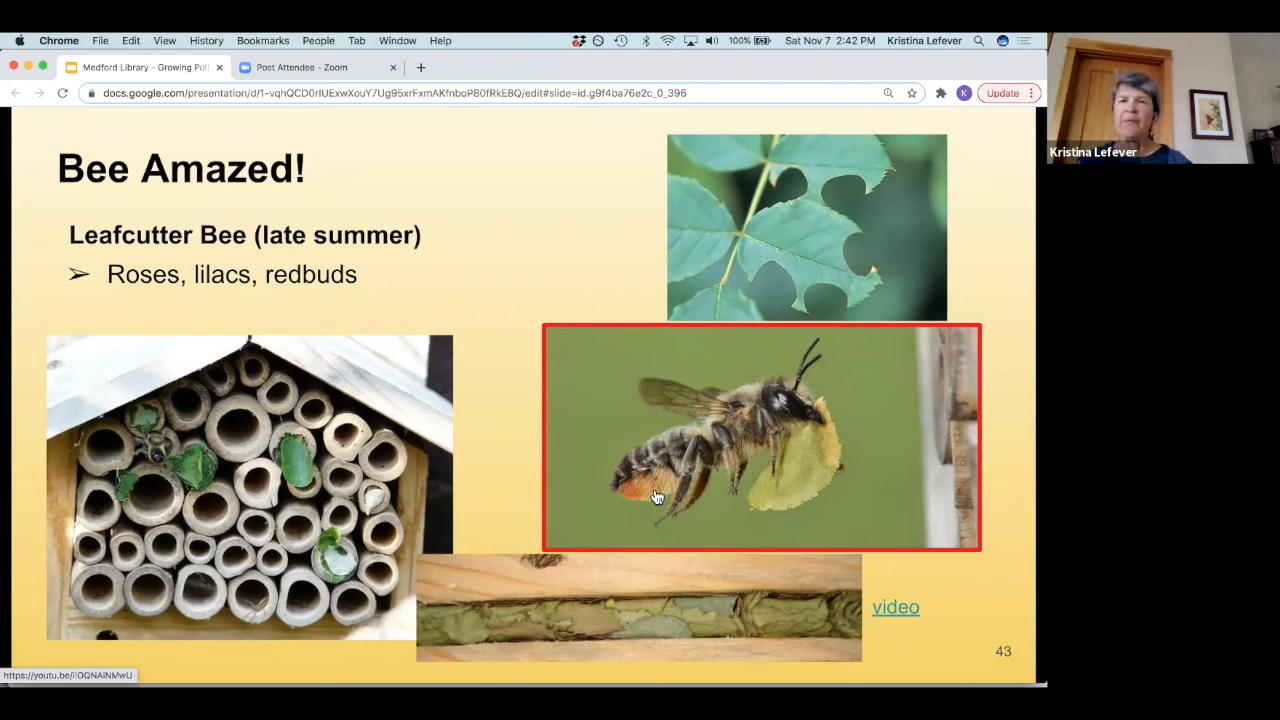 Chrome File Edit View History Bookmarks People Tab Window Help 100% Sat Nov 7 2:42 PM Kristina Lefever
Medford Library - Growing Poll Post Attendee - Zoom
docs.google.com/presentation/d/1-vqhQCD0rIUExwXouY7Ug95xrFxmAKfnboP80fRk8Q/edit#slide=id.g9f4ba76e2c_0_396 K Update
Kristina Lefever
Bee Amazed!
Leafcutter Bee (late summer)
➢ Roses, lilacs, redbuds
video
43